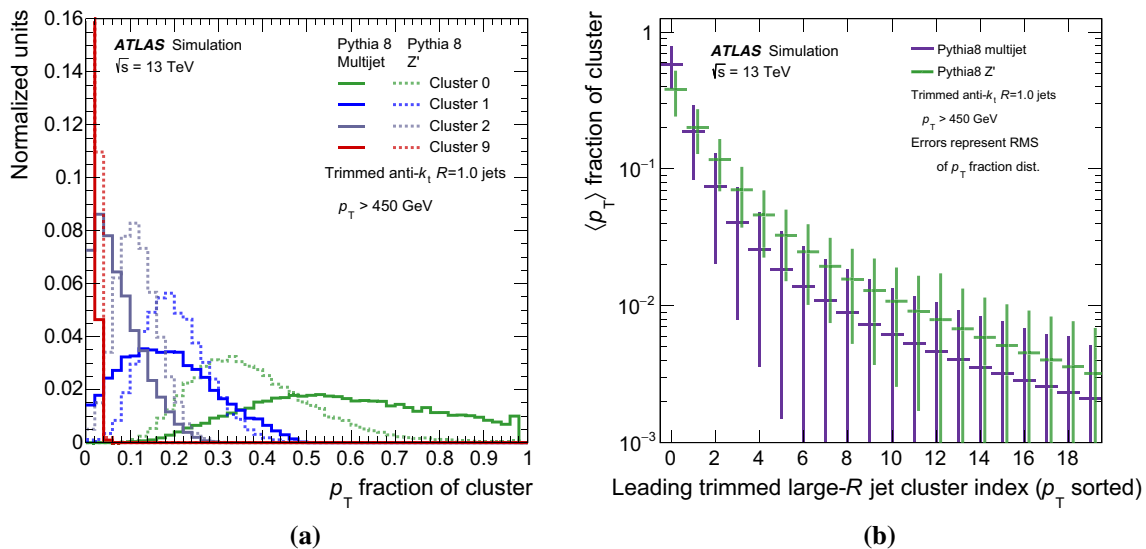 0.16
0.14
0.12
0.1
0.08
0.06
0.04
0.02
0
Normalized units
ATLAS Simulation
√s = 13 TeV
Pythia 8 Pythia 8
Multijet Z'
Cluster 0
Cluster 1
Cluster 2
Cluster 9
Trimmed anti-kt R=1.0 jets
pT > 450 GeV
0 0.1 0.2 0.3 0.4 0.5 0.6 0.7 0.8 0.9 1
pT fraction of cluster
(a)
1
10−1
10−2
10−3
⟨pT⟩ fraction of cluster
ATLAS Simulation
√s = 13 TeV
Pythia8 multijet
Pythia8 Z'
Trimmed anti-kt R=1.0 jets
pT > 450 GeV
Errors represent RMS
of pT fraction dist.
0 2 4 6 8 10 12 14 16 18
Leading trimmed large-R jet cluster index (pT sorted)
(b)